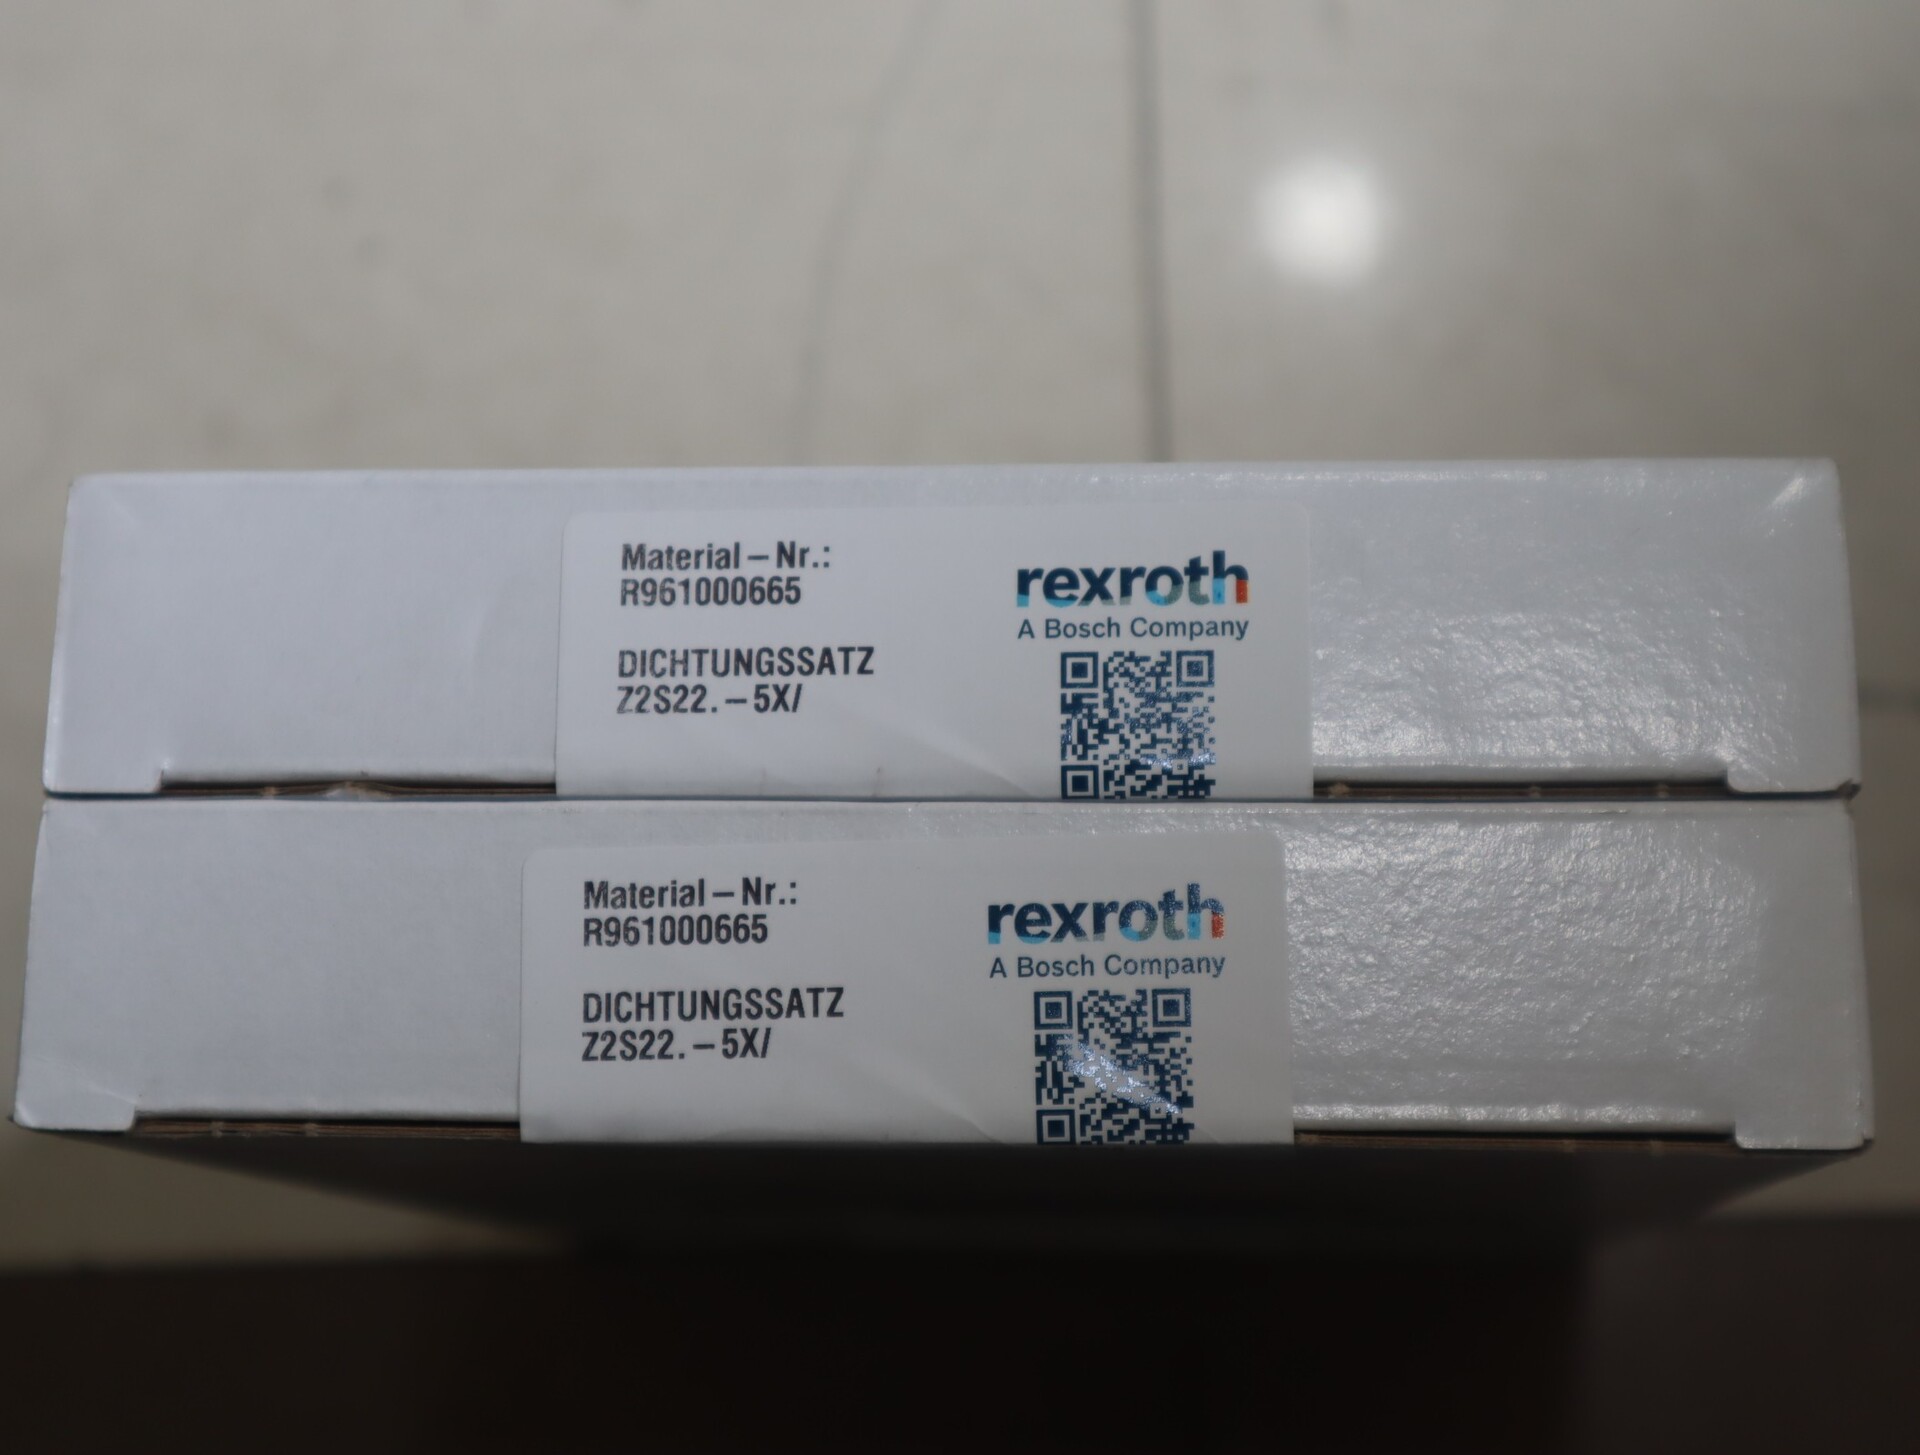 Material – Nr.:
R961000665
DICHTUNGSSATZ
Z2S22. – 5X/
rexroth
A Bosch Company
Material – Nr.:
R961000665
DICHTUNGSSATZ
Z2S22. – 5X/
rexroth
A Bosch Company